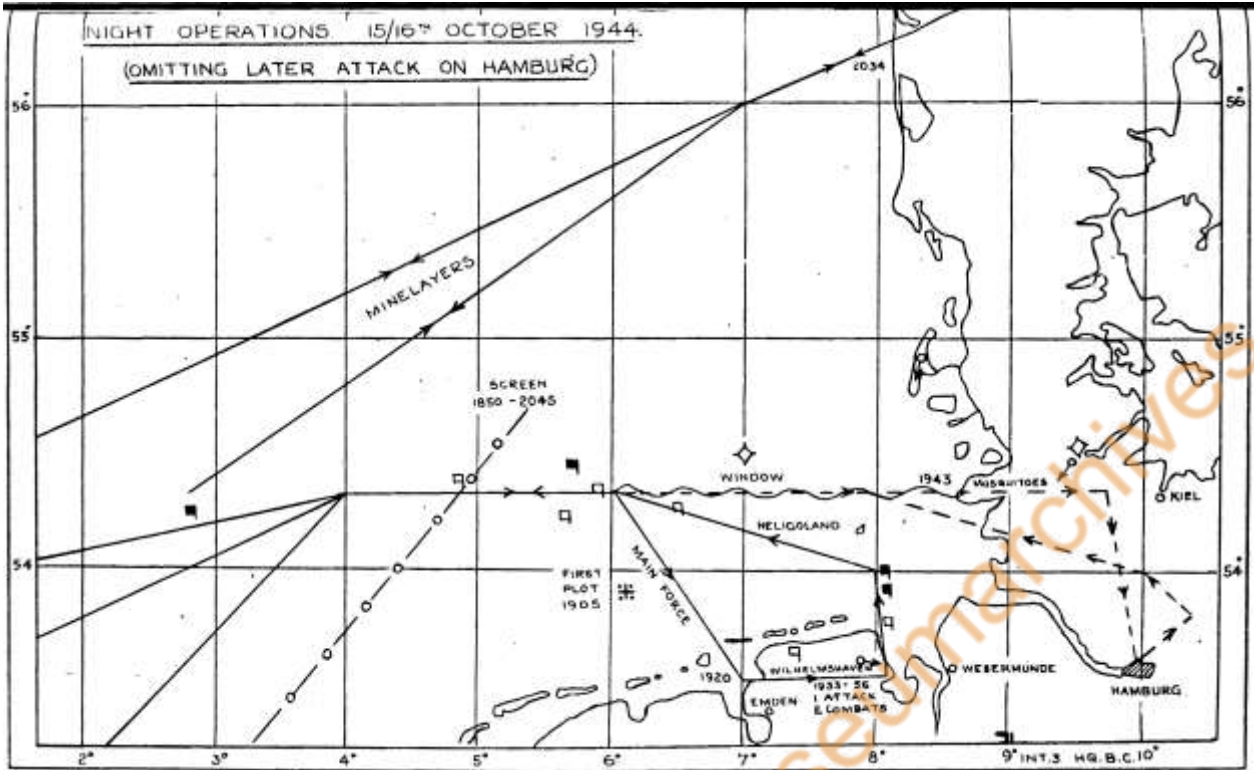 NIGHT OPERATIONS 15/16TH OCTOBER 1944.
(OMITTING LATER ATTACK ON HAMBURG)
2034
56°
56°
MINELAYERS
55°
55°
SCREEN
1850 - 2045
WINDOW
1943
MOSQUITOES
KIEL
HELIGOLAND
MAIN FORCE
54°
54°
FIRST
PLOT
1905
1920
WILHELMSHAVEN
1933-56
1 ATTACK
2 COMBATS
EMDEN
WESERMÜNDE
HAMBURG
2° 3° 4° 5° 6° 7° 8° 9° INT.3 HQ.B.C. 10°
seumarchives